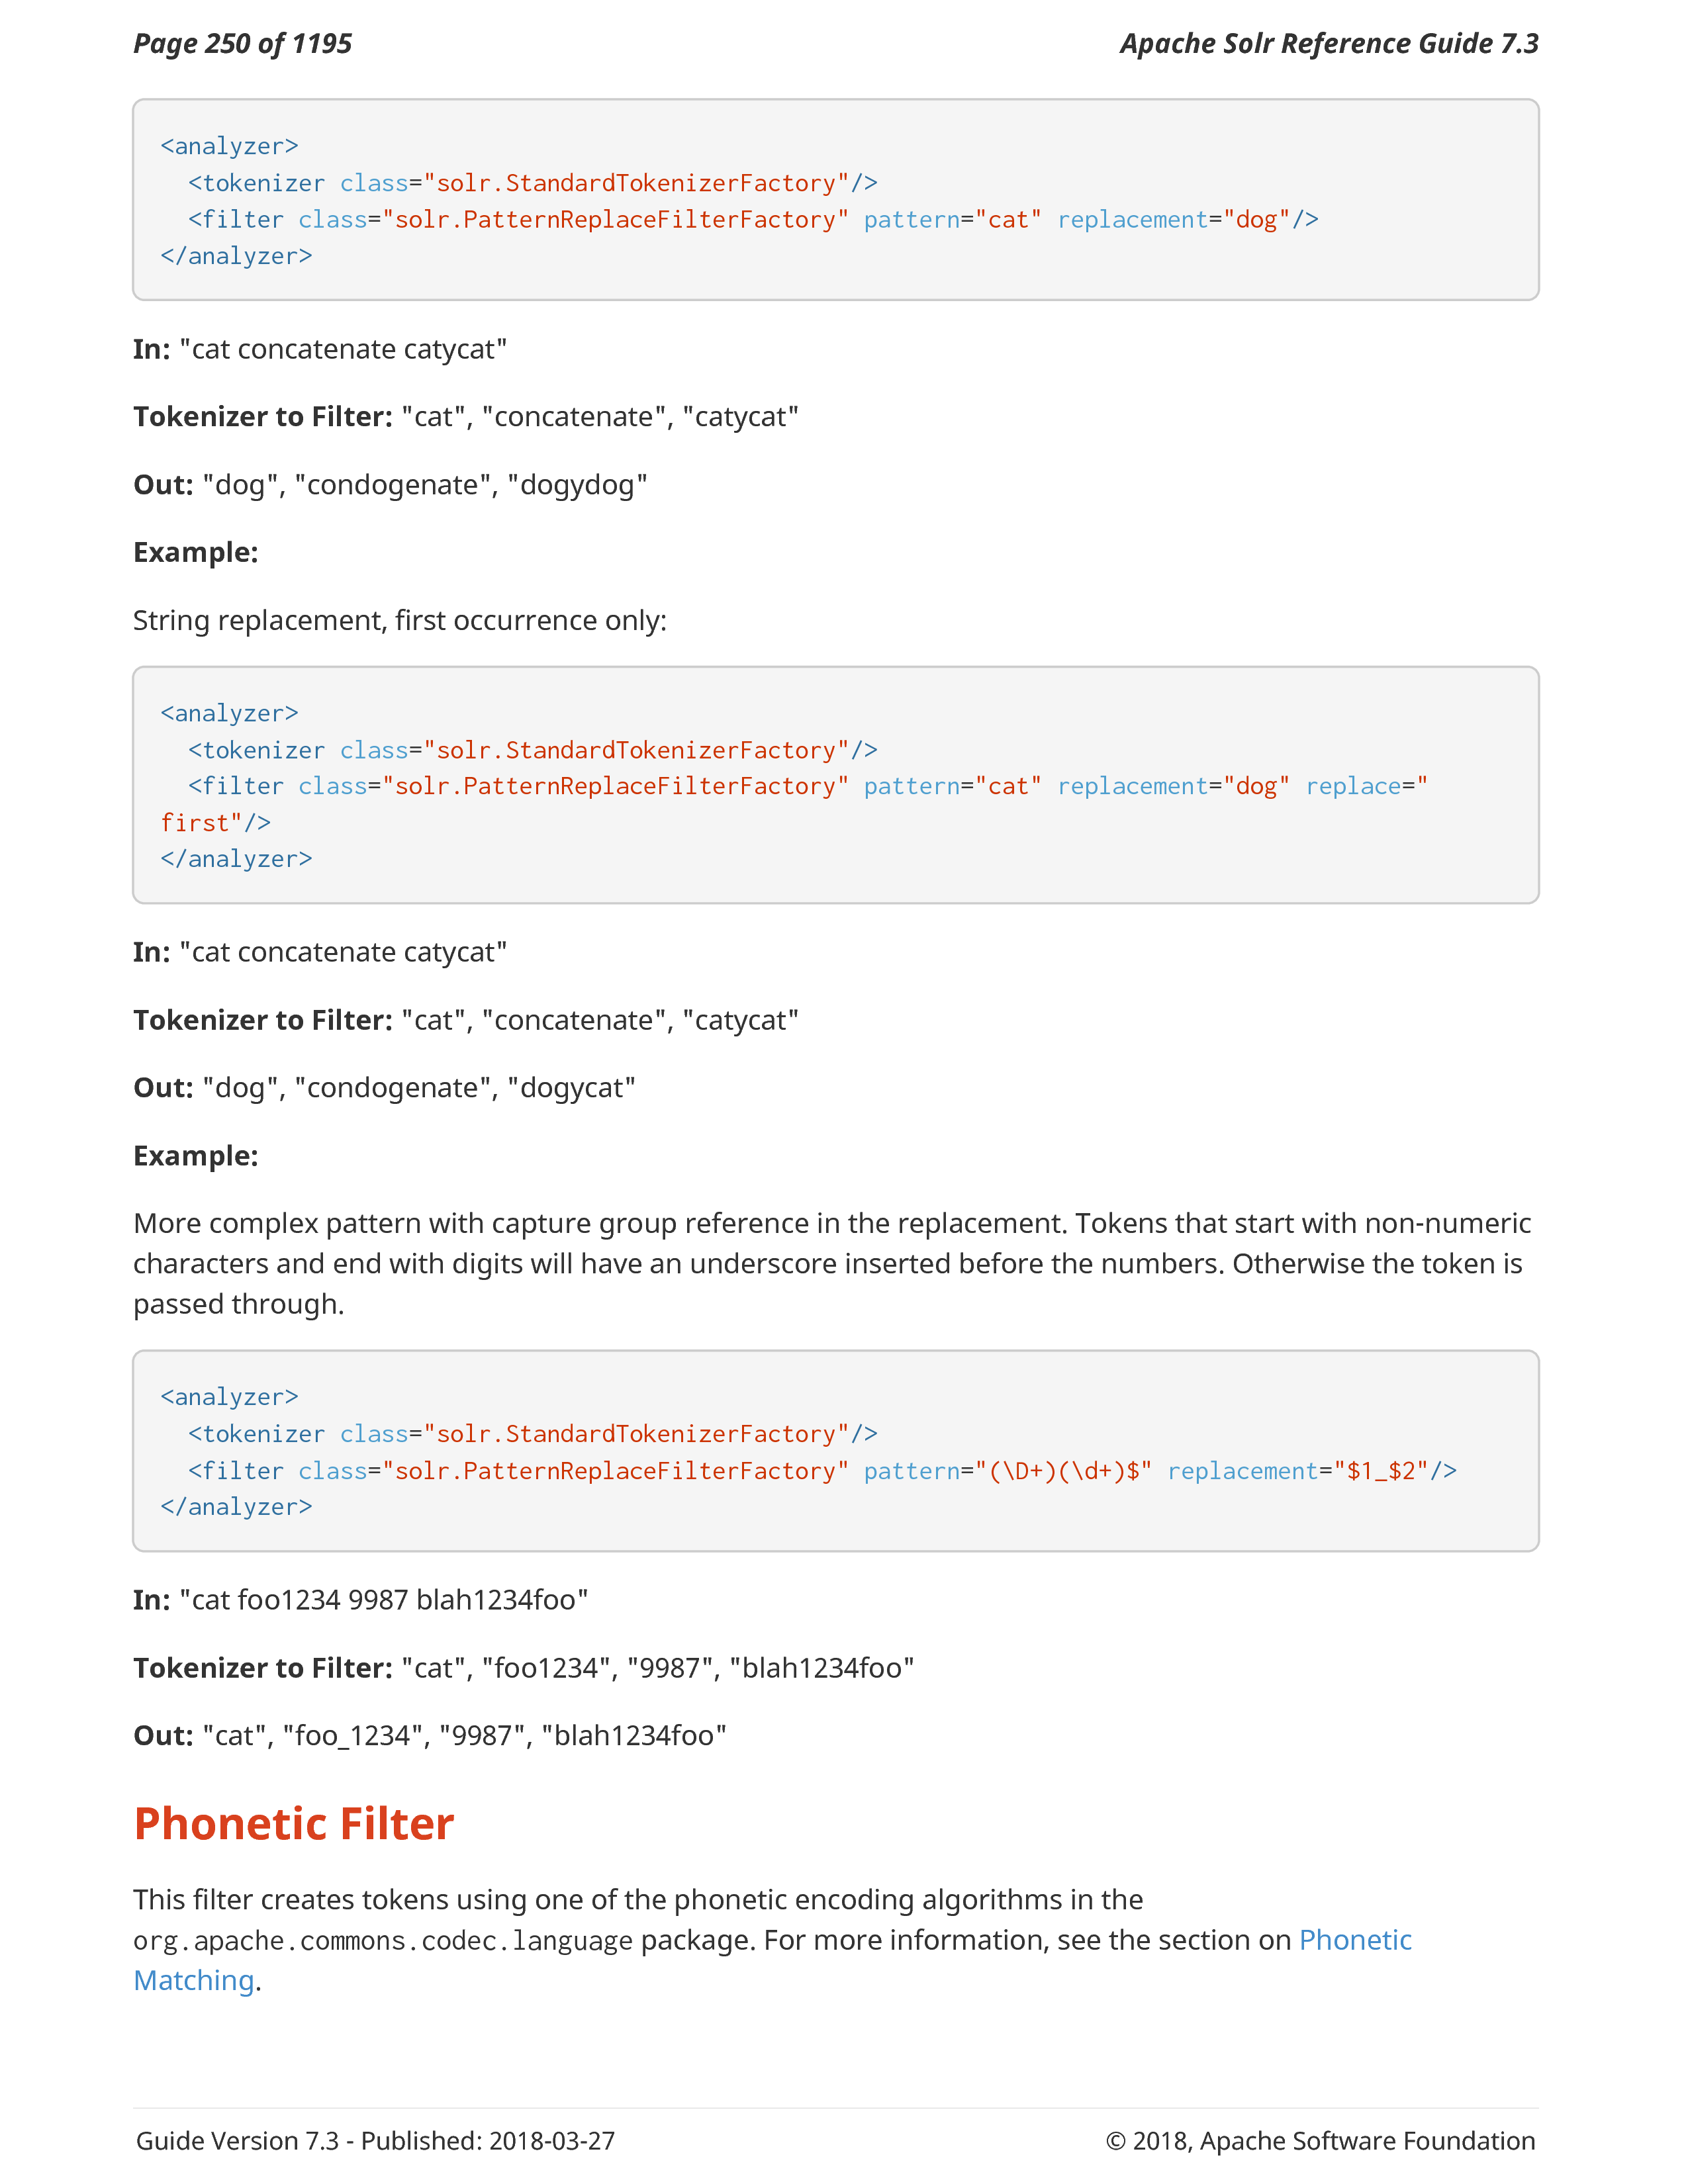 Page 250 of 1195
Apache Solr Reference Guide 7.3
<analyzer>
  <tokenizer class="solr.StandardTokenizerFactory"/>
  <filter class="solr.PatternReplaceFilterFactory" pattern="cat" replacement="dog"/>
</analyzer>
In: "cat concatenate catycat"
Tokenizer to Filter: "cat", "concatenate", "catycat"
Out: "dog", "condogenate", "dogydog"
Example:
String replacement, first occurrence only:
<analyzer>
  <tokenizer class="solr.StandardTokenizerFactory"/>
  <filter class="solr.PatternReplaceFilterFactory" pattern="cat" replacement="dog" replace="
first"/>
</analyzer>
In: "cat concatenate catycat"
Tokenizer to Filter: "cat", "concatenate", "catycat"
Out: "dog", "condogenate", "dogycat"
Example:
More complex pattern with capture group reference in the replacement. Tokens that start with non-numeric
characters and end with digits will have an underscore inserted before the numbers. Otherwise the token is
passed through.
<analyzer>
  <tokenizer class="solr.StandardTokenizerFactory"/>
  <filter class="solr.PatternReplaceFilterFactory" pattern="(\D+)(\d+)$" replacement="$1_$2"/>
</analyzer>
In: "cat foo1234 9987 blah1234foo"
Tokenizer to Filter: "cat", "foo1234", "9987", "blah1234foo"
Out: "cat", "foo_1234", "9987", "blah1234foo"
Phonetic Filter
This filter creates tokens using one of the phonetic encoding algorithms in the
org.apache.commons.codec.language package. For more information, see the section on Phonetic
Matching.
Guide Version 7.3 - Published: 2018-03-27
© 2018, Apache Software Foundation